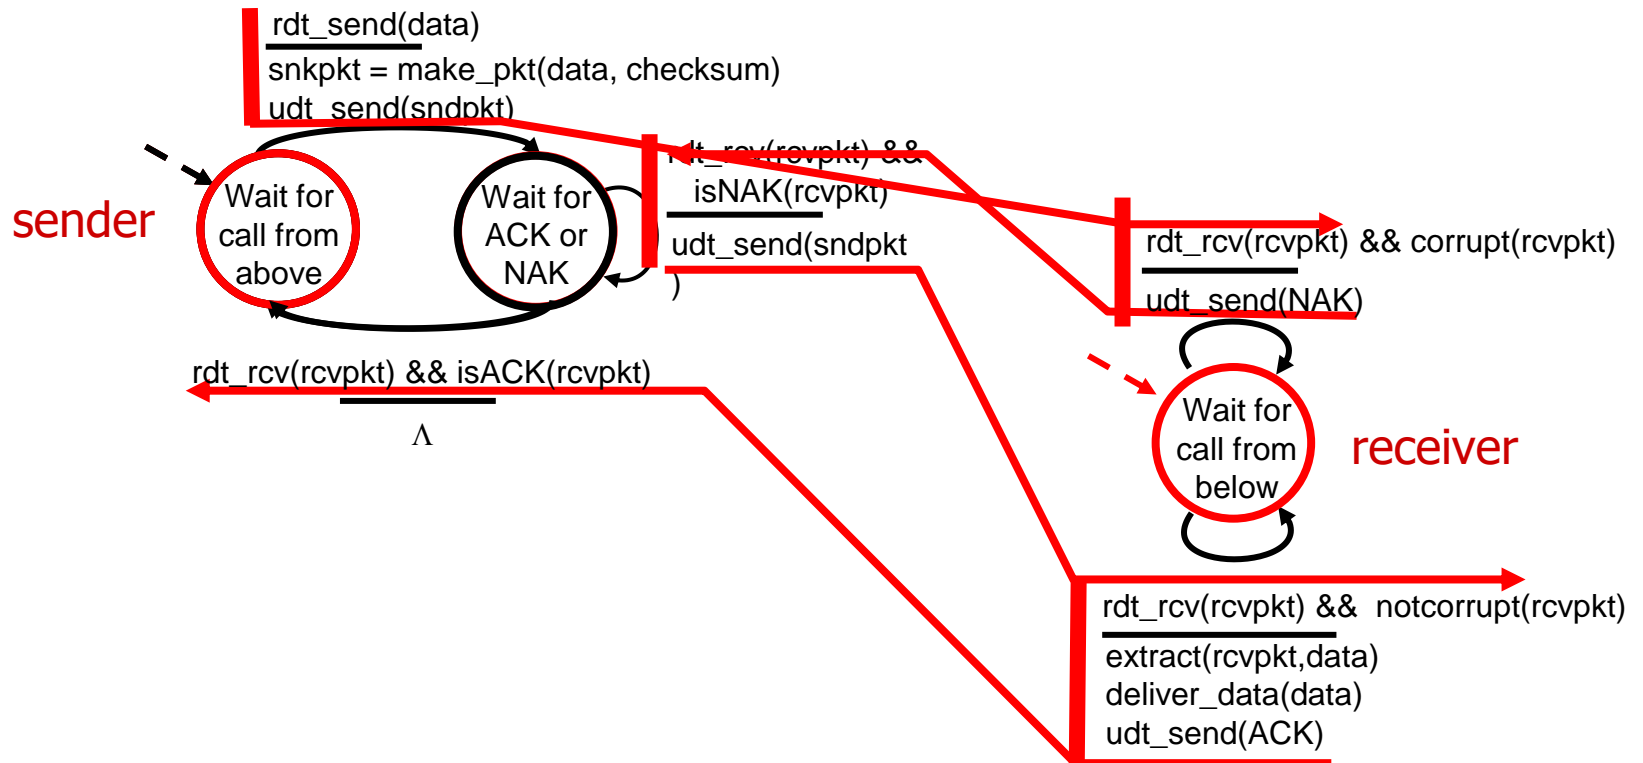 rdt_send(data)
snkpkt = make_pkt(data, checksum)
udt_send(sndpkt)
rdt_rcv(rcvpkt) &&
isNAK(rcvpkt)
udt_send(sndpkt
)
sender
Wait for
call from
above
Wait for
ACK or
NAK
rdt_rcv(rcvpkt) && isACK(rcvpkt)
Λ
rdt_rcv(rcvpkt) && corrupt(rcvpkt)
udt_send(NAK)
Wait for
call from
below
receiver
rdt_rcv(rcvpkt) && notcorrupt(rcvpkt)
extract(rcvpkt,data)
deliver_data(data)
udt_send(ACK)